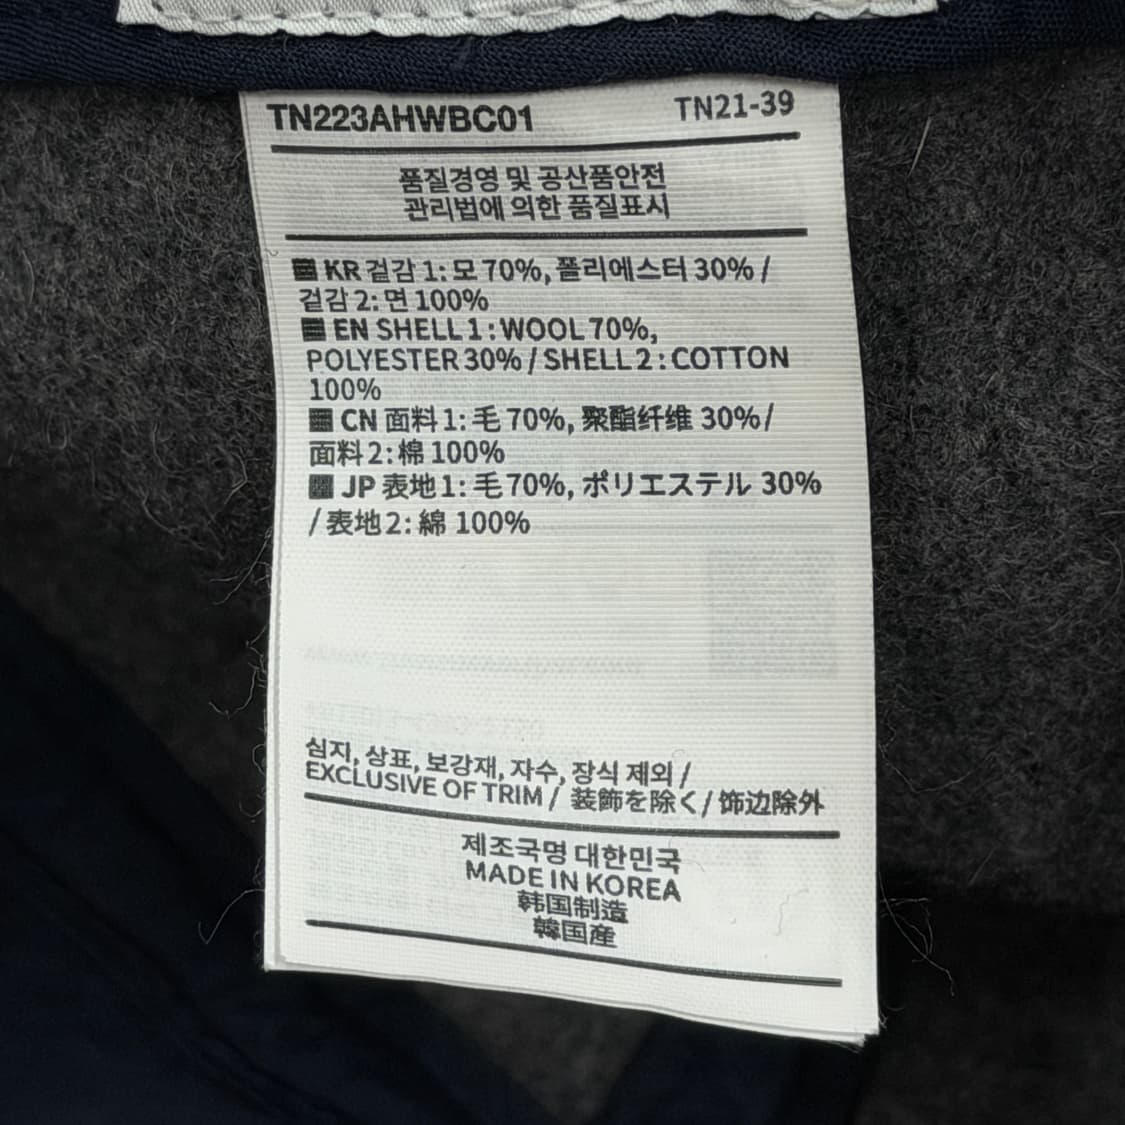 TN223AHWBC01
TN21-39
품질경영 및 공산품안전
관리법에 의한 품질표시
KR 겉감 1: 모 70%, 폴리에스터 30% /
겉감 2: 면 100%
EN SHELL 1 : WOOL 70%,
POLYESTER 30% / SHELL 2 : COTTON
100%
CN 面料 1: 毛 70%, 聚酯纤维 30%/
面料 2: 棉 100%
JP 表地 1: 毛 70%, ポリエステル 30%
/ 表地 2: 綿 100%
심지, 상표, 보강재, 자수, 장식 제외 /
EXCLUSIVE OF TRIM / 装飾を除く / 饰边除外
제조국명 대한민국
MADE IN KOREA
韩国制造
韓国産